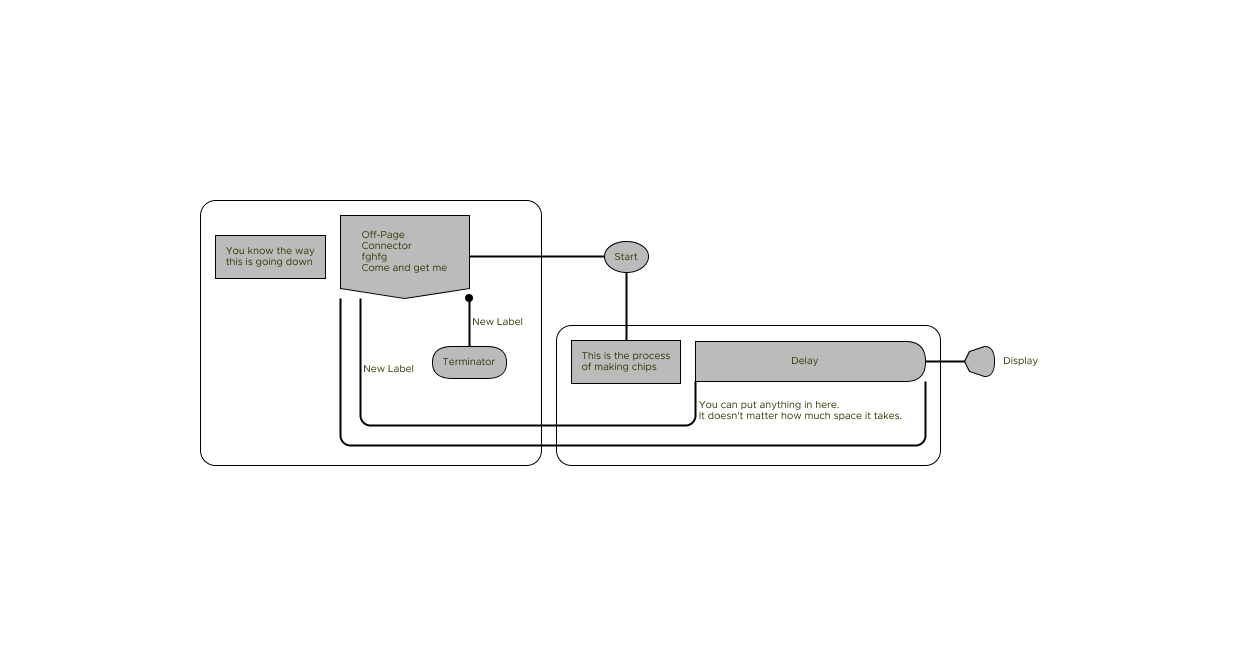 You know the way
this is going down
Off-Page
Connector
fghfg
Come and get me
Start
New Label
Terminator
New Label
This is the process
of making chips
Delay
Display
You can put anything in here.
It doesn't matter how much space it takes.